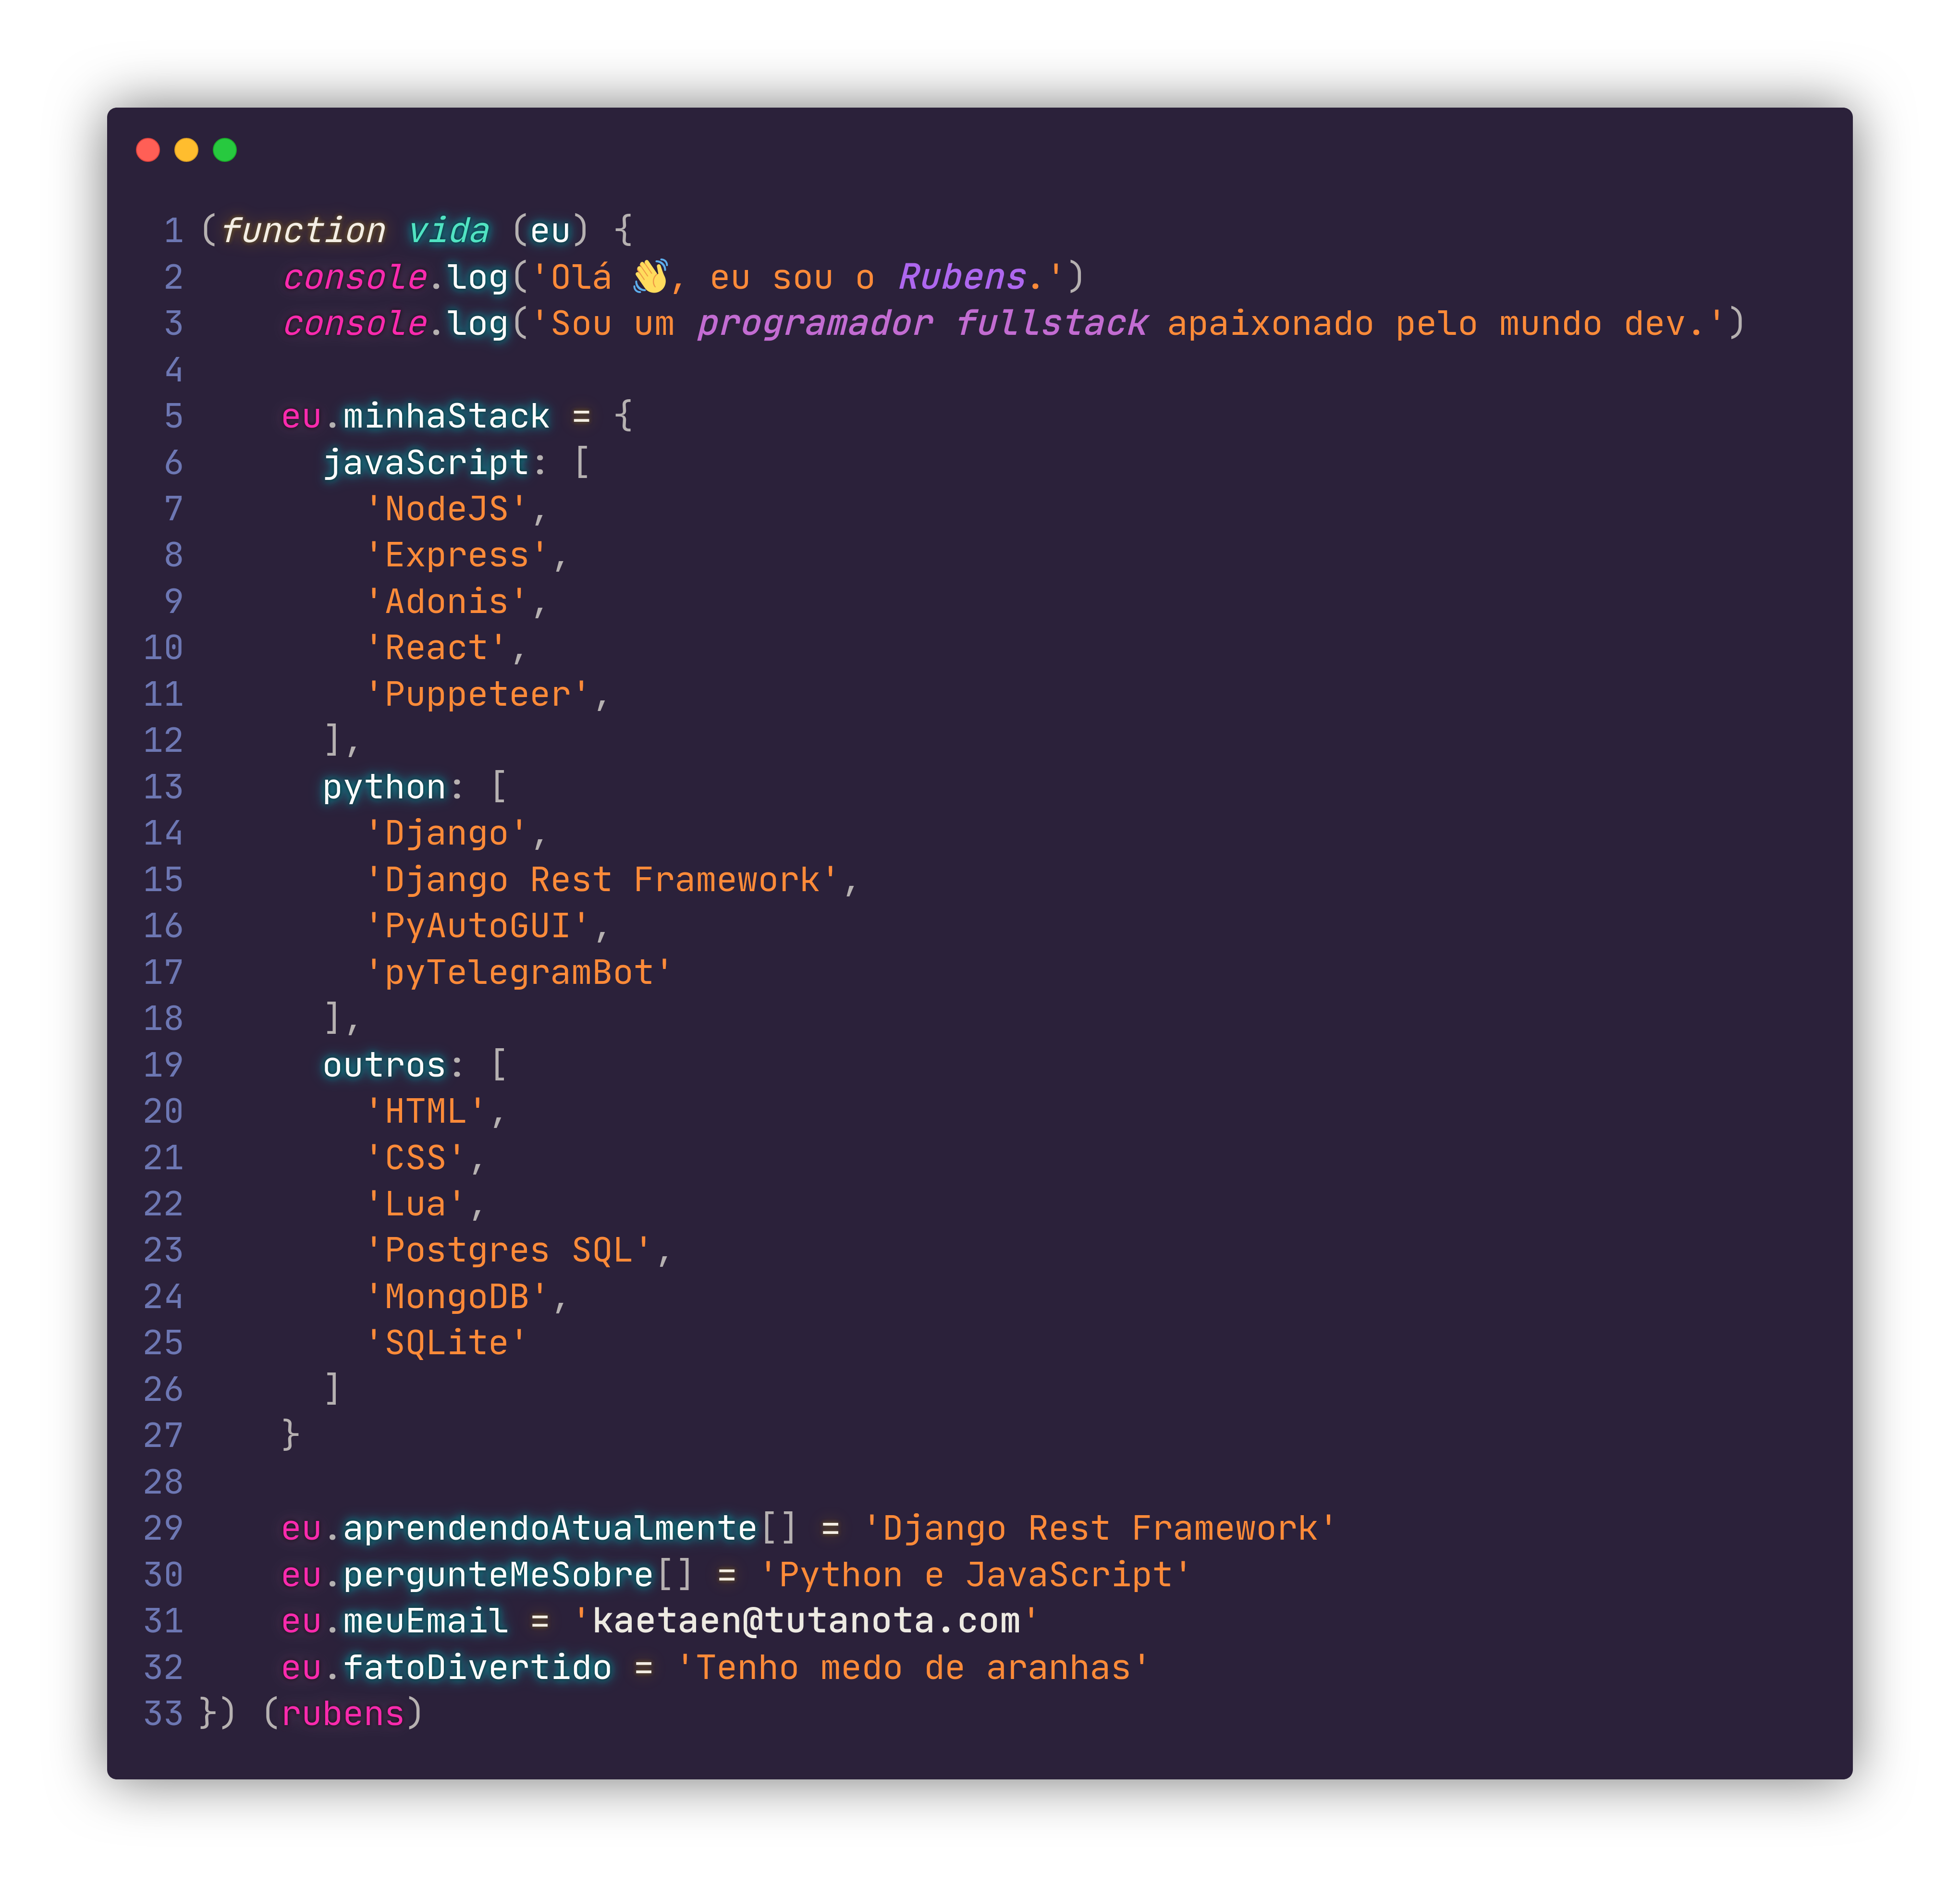 1 (function vida (eu) {
2     console.log('Olá 👋, eu sou o Rubens.')
3     console.log('Sou um programador fullstack apaixonado pelo mundo dev.')
4
5     eu.minhaStack = {
6       javaScript: [
7         'NodeJS',
8         'Express',
9         'Adonis',
10         'React',
11         'Puppeteer',
12       ],
13       python: [
14         'Django',
15         'Django Rest Framework',
16         'PyAutoGUI',
17         'pyTelegramBot'
18       ],
19       outros: [
20         'HTML',
21         'CSS',
22         'Lua',
23         'Postgres SQL',
24         'MongoDB',
25         'SQLite'
26       ]
27     }
28
29     eu.aprendendoAtualmente[] = 'Django Rest Framework'
30     eu.pergunteMeSobre[] = 'Python e JavaScript'
31     eu.meuEmail = 'kaetaen@tutanota.com'
32     eu.fatoDivertido = 'Tenho medo de aranhas'
33 }) (rubens)